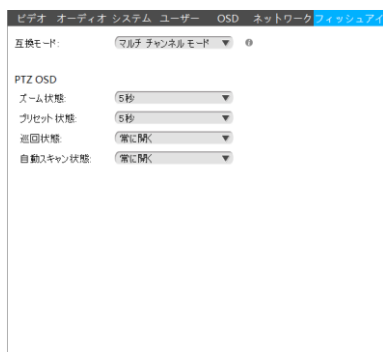 ビデオ オーディオ システム ユーザー OSD ネットワーク フィッシュアイ
互換モード: マルチ チャンネル モード
PTZ OSD
ズーム状態: 5秒
プリセット状態: 5秒
巡回状態: 常に開く
自動スキャン状態: 常に開く